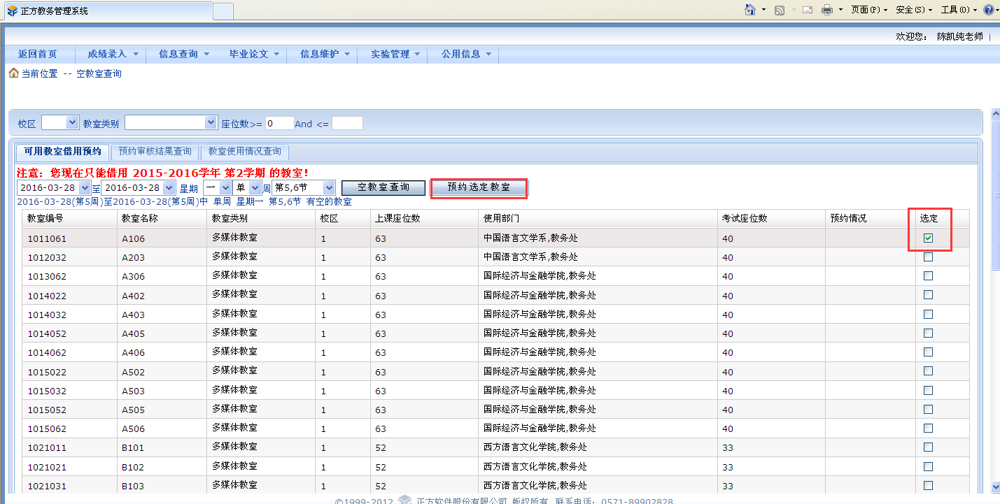 正方教务管理系统
页面(P) 安全(S) 工具(O)
欢迎您： 陈凯纯老师
返回首页 成绩录入 信息查询 毕业论文 信息维护 实验管理 公用信息
当前位置 -- 空教室查询
校区 教室类别 座位数>= 0 And <=
可用教室借用预约 预约审核结果查询 教室使用情况查询
注意：您现在只能借用 2015-2016学年 第2学期 的教室！
2016-03-28 至 2016-03-28 星期 一 单 周 第5,6节 空教室查询 预约选定教室
2016-03-28(第5周)至2016-03-28(第5周)中 单周 星期一 第5,6节 有空的教室
教室编号 教室名称 教室类别 校区 上课座位数 使用部门 考试座位数 预约情况 选定
1011061 A106 多媒体教室 1 63 中国语言文学系,教务处 40
1012032 A203 多媒体教室 1 63 中国语言文学系,教务处 40
1013062 A306 多媒体教室 1 63 国际经济与金融学院,教务处 40
1014022 A402 多媒体教室 1 63 国际经济与金融学院,教务处 40
1014032 A403 多媒体教室 1 63 国际经济与金融学院,教务处 40
1014052 A405 多媒体教室 1 63 国际经济与金融学院,教务处 40
1014062 A406 多媒体教室 1 63 国际经济与金融学院,教务处 40
1015022 A502 多媒体教室 1 63 国际经济与金融学院,教务处 40
1015032 A503 多媒体教室 1 63 国际经济与金融学院,教务处 40
1015052 A505 多媒体教室 1 63 国际经济与金融学院,教务处 40
1015062 A506 多媒体教室 1 63 国际经济与金融学院,教务处 40
1021011 B101 多媒体教室 1 52 西方语言文化学院,教务处 33
1021021 B102 多媒体教室 1 52 西方语言文化学院,教务处 33
1021031 B103 多媒体教室 1 52 西方语言文化学院,教务处 33
©1999-2012 正方软件股份有限公司 版权所有 联系电话：0571-89902828